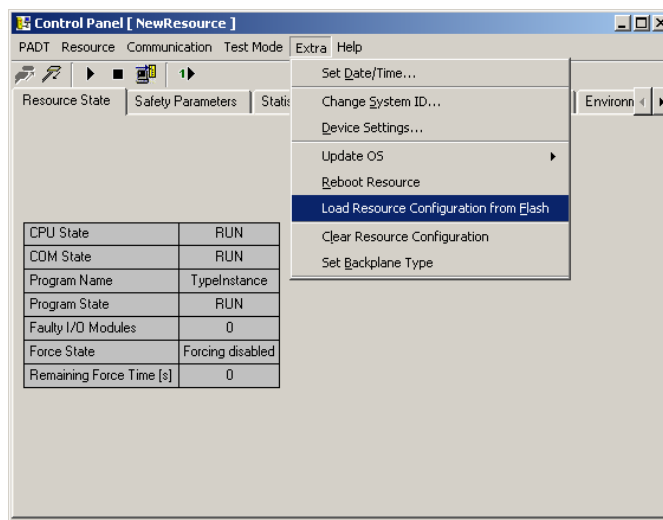 Control Panel [ NewResource ]
PADT Resource Communication Test Mode Extra Help
Set Date/Time...
Resource State Safety Parameters Statis Environn
Change System ID...
Device Settings...
Update OS
Reboot Resource
Load Resource Configuration from Flash
Clear Resource Configuration
Set Backplane Type
CPU State RUN
COM State RUN
Program Name TypeInstance
Program State RUN
Faulty I/O Modules 0
Force State Forcing disabled
Remaining Force Time [s] 0